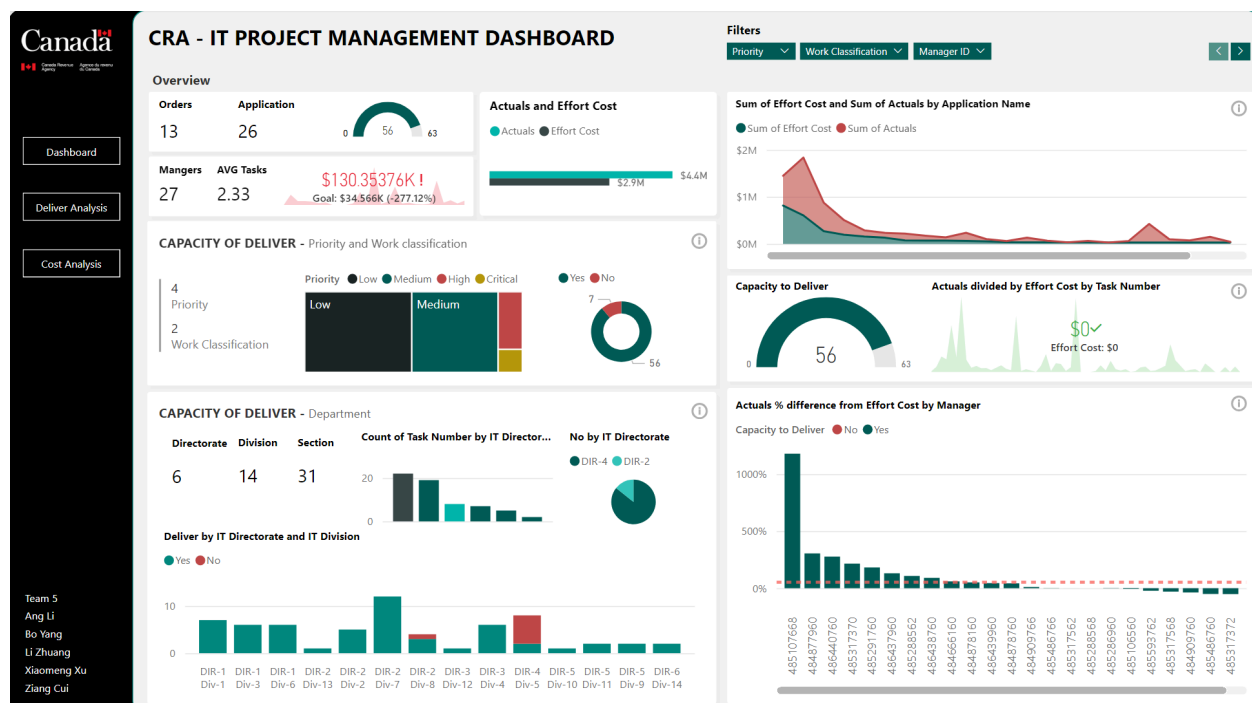 Canada
Canada Revenue Agency
Agence du revenu du Canada
Dashboard
Deliver Analysis
Cost Analysis
Team 5
Ang Li
Bo Yang
Li Zhuang
Xiaomeng Xu
Ziang Cui
CRA - IT PROJECT MANAGEMENT DASHBOARD
Filters
Priority
Work Classification
Manager ID
< >
Overview
Orders
13
Application
26
0 56 63
Mangers
27
AVG Tasks
2.33
$130.35376K !
Goal: $34.566K (-277.12%)
Actuals and Effort Cost
Actuals Effort Cost
$4.4M
$2.9M
CAPACITY OF DELIVER - Priority and Work classification
4
Priority
2
Work Classification
Priority Low Medium High Critical
Low
Medium
Yes No
7
56
CAPACITY OF DELIVER - Department
Directorate Division Section
6 14 31
Count of Task Number by IT Director...
20
0
No by IT Directorate
DIR-4 DIR-2
Deliver by IT Directorate and IT Division
Yes No
10
0
DIR-1 DIR-1 DIR-1 DIR-2 DIR-2 DIR-2 DIR-2 DIR-3 DIR-3 DIR-4 DIR-5 DIR-5 DIR-5 DIR-6
Div-1 Div-3 Div-6 Div-13 Div-2 Div-7 Div-8 Div-12 Div-4 Div-5 Div-10 Div-11 Div-9 Div-14
Sum of Effort Cost and Sum of Actuals by Application Name
Sum of Effort Cost Sum of Actuals
$2M
$1M
$0M
Capacity to Deliver
0 56 63
Actuals divided by Effort Cost by Task Number
$0
Effort Cost: $0
Actuals % difference from Effort Cost by Manager
Capacity to Deliver No Yes
1000%
500%
0%
485107668
484877960
486440760
485317370
485291760
486437960
485288562
486438760
484666160
484878160
486439960
484878760
484909766
485486766
485317562
485288568
485286960
485106560
485593762
485317568
484909760
485486760
485317372